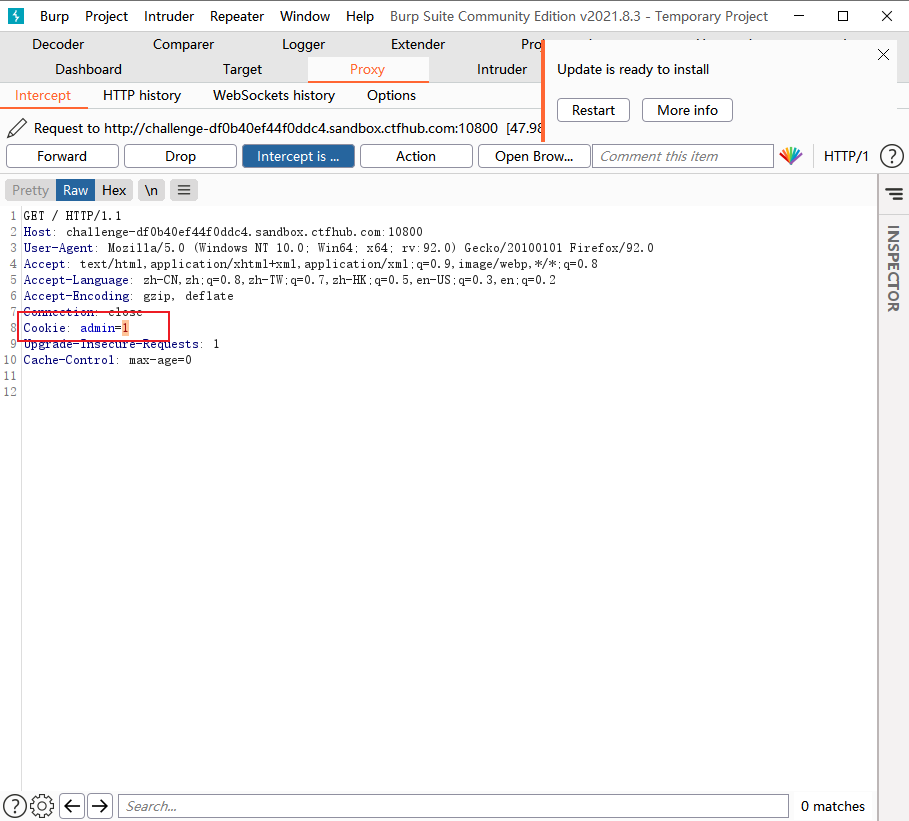 Burp Project Intruder Repeater Window Help Burp Suite Community Edition v2021.8.3 - Temporary Project
Decoder Comparer Logger Extender
Dashboard Target Proxy Intruder
Update is ready to install
Restart More info
Intercept HTTP history WebSockets history Options
Request to http://challenge-df0b40ef44f0ddc4.sandbox.ctfhub.com:10800 [47.98
Forward Drop Intercept is ... Action Open Brow... Comment this item HTTP/1 ?
Pretty Raw Hex \n
INSPECTOR
1 GET / HTTP/1.1
2 Host: challenge-df0b40ef44f0ddc4.sandbox.ctfhub.com:10800
3 User-Agent: Mozilla/5.0 (Windows NT 10.0; Win64; x64; rv:92.0) Gecko/20100101 Firefox/92.0
4 Accept: text/html,application/xhtml+xml,application/xml;q=0.9,image/webp,*/*;q=0.8
5 Accept-Language: zh-CN,zh;q=0.8,zh-TW;q=0.7,zh-HK;q=0.5,en-US;q=0.3,en;q=0.2
6 Accept-Encoding: gzip, deflate
7 Connection: close
8 Cookie: admin=1
9 Upgrade-Insecure-Requests: 1
10 Cache-Control: max-age=0
11
12
? Search... 0 matches